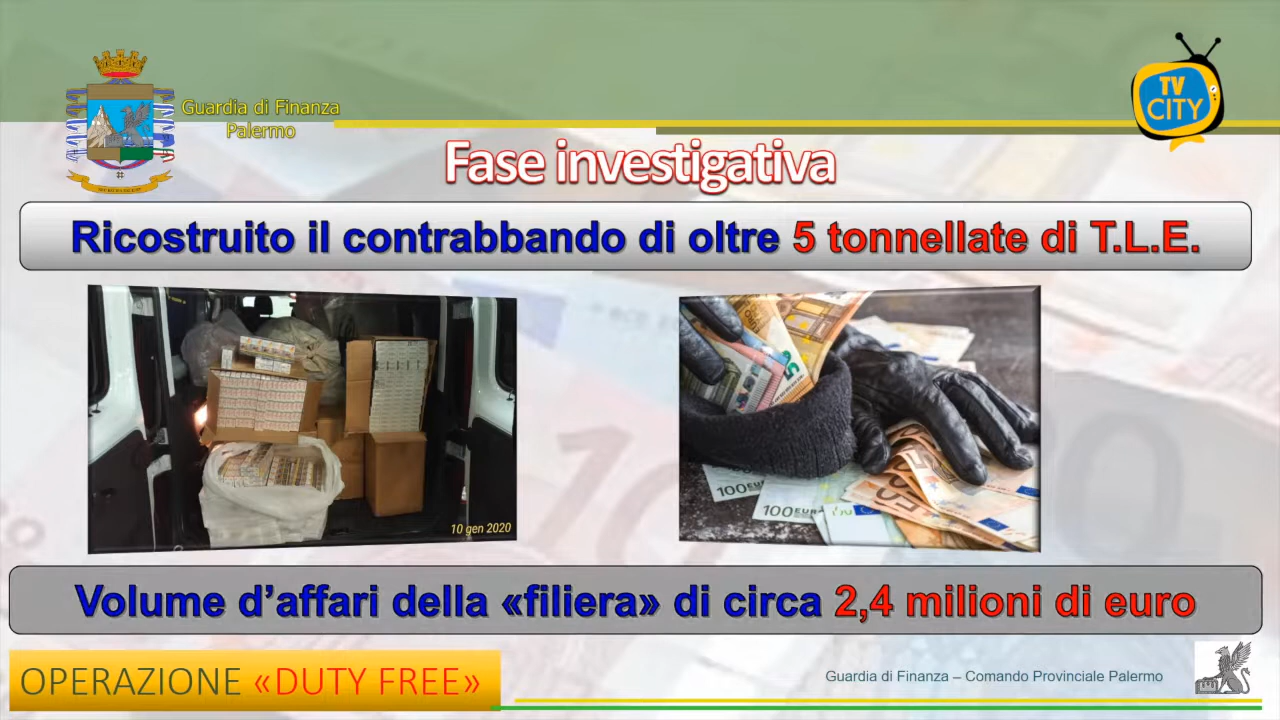 TV
CITY
Guardia di Finanza
Palermo
Fase investigativa
Ricostruito il contrabbando di oltre 5 tonnellate di T.L.E.
10 gen 2020
100EUR
100EURO
Volume d’affari della «filiera» di circa 2,4 milioni di euro
OPERAZIONE «DUTY FREE»
Guardia di Finanza – Comando Provinciale Palermo